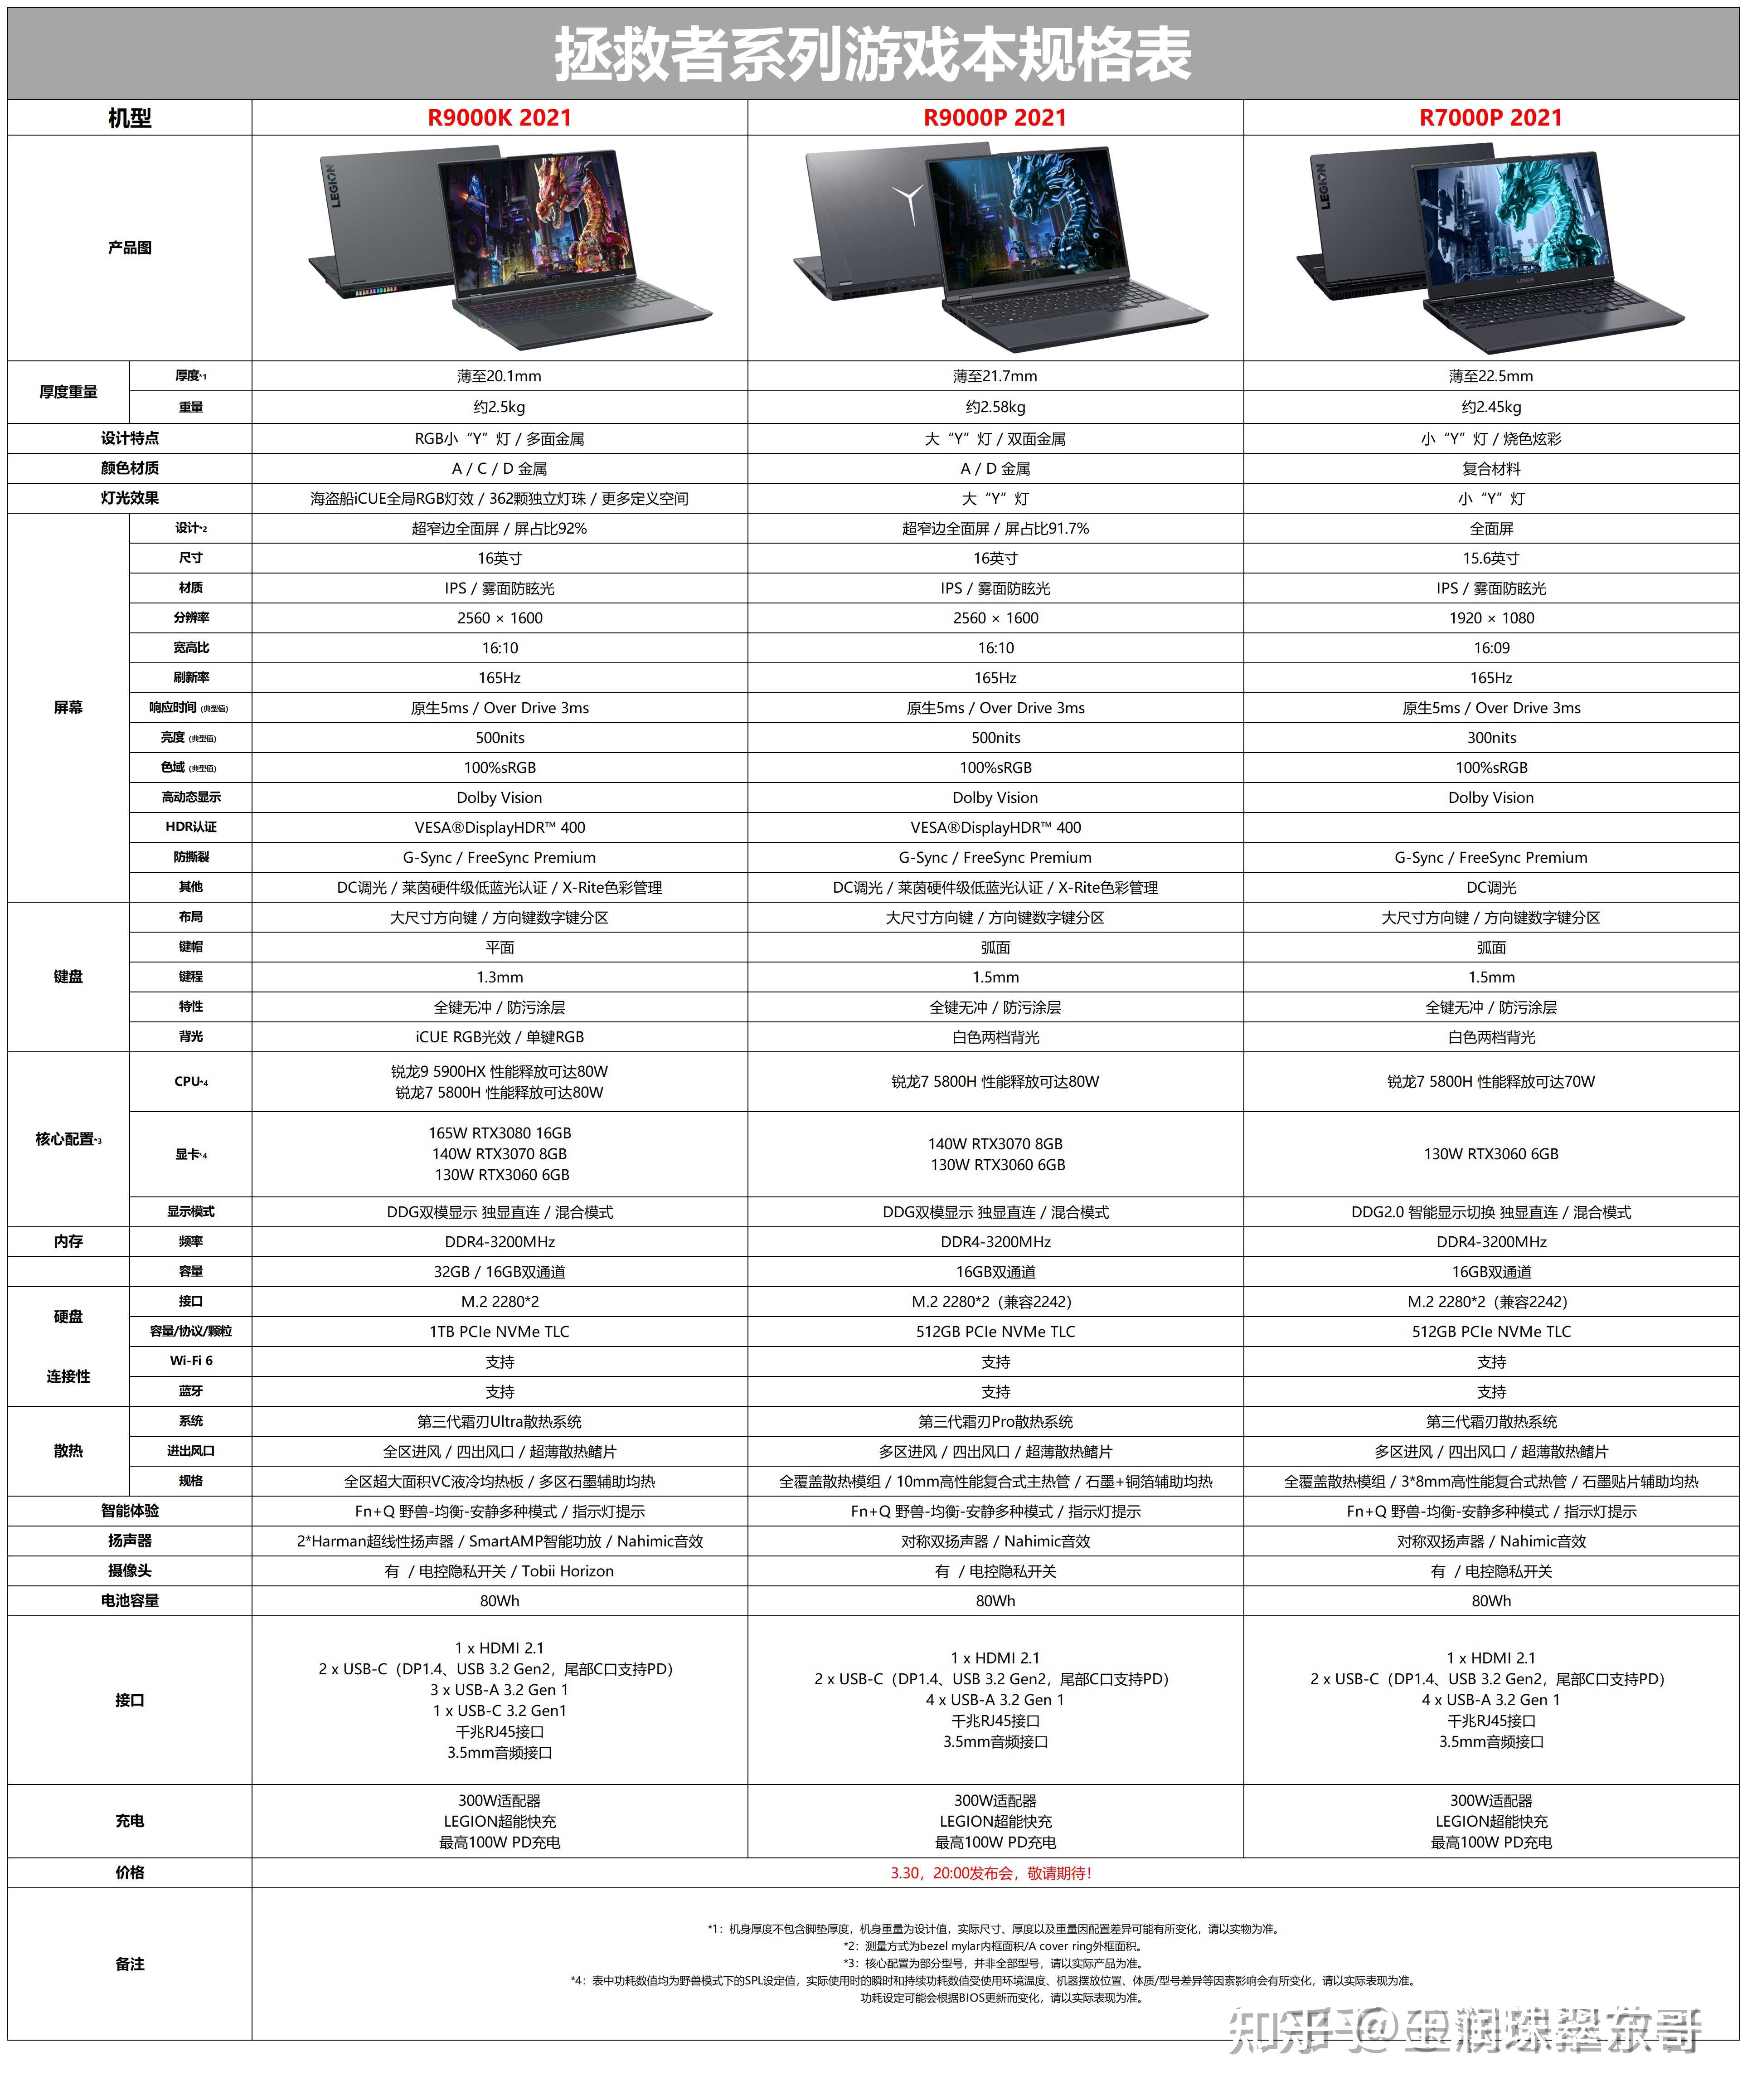 拯救者系列游戏本规格表
机型 R9000K 2021 R9000P 2021 R7000P 2021
产品图
LEGION
LEGION
LEGION
厚度重量
厚度*1 薄至20.1mm 薄至21.7mm 薄至22.5mm
重量 约2.5kg 约2.58kg 约2.45kg
设计特点 RGB小“Y”灯 / 多面金属 大“Y”灯 / 双面金属 小“Y”灯 / 烧色炫彩
颜色材质 A / C / D 金属 A / D 金属 复合材料
灯光效果 海盗船iCUE全局RGB灯效 / 362颗独立灯珠 / 更多定义空间 大“Y”灯 小“Y”灯
屏幕
设计*2 超窄边全面屏 / 屏占比92% 超窄边全面屏 / 屏占比91.7% 全面屏
尺寸 16英寸 16英寸 15.6英寸
材质 IPS / 雾面防眩光 IPS / 雾面防眩光 IPS / 雾面防眩光
分辨率 2560 × 1600 2560 × 1600 1920 × 1080
宽高比 16:10 16:10 16:09
刷新率 165Hz 165Hz 165Hz
响应时间 (典型值) 原生5ms / Over Drive 3ms 原生5ms / Over Drive 3ms 原生5ms / Over Drive 3ms
亮度 (典型值) 500nits 500nits 300nits
色域 (典型值) 100%sRGB 100%sRGB 100%sRGB
高动态显示 Dolby Vision Dolby Vision Dolby Vision
HDR认证 VESA®DisplayHDR™ 400 VESA®DisplayHDR™ 400
防撕裂 G-Sync / FreeSync Premium G-Sync / FreeSync Premium G-Sync / FreeSync Premium
其他 DC调光 / 莱茵硬件级低蓝光认证 / X-Rite色彩管理 DC调光 / 莱茵硬件级低蓝光认证 / X-Rite色彩管理 DC调光
键盘
布局 大尺寸方向键 / 方向键数字键分区 大尺寸方向键 / 方向键数字键分区 大尺寸方向键 / 方向键数字键分区
键帽 平面 弧面 弧面
键程 1.3mm 1.5mm 1.5mm
特性 全键无冲 / 防污涂层 全键无冲 / 防污涂层 全键无冲 / 防污涂层
背光 iCUE RGB光效 / 单键RGB 白色两档背光 白色两档背光
核心配置*3
CPU*4 锐龙9 5900HX 性能释放可达80W
锐龙7 5800H 性能释放可达80W 锐龙7 5800H 性能释放可达80W 锐龙7 5800H 性能释放可达70W
显卡*4 165W RTX3080 16GB
140W RTX3070 8GB
130W RTX3060 6GB
140W RTX3070 8GB
130W RTX3060 6GB
130W RTX3060 6GB
显示模式 DDG双模显示 独显直连 / 混合模式 DDG双模显示 独显直连 / 混合模式 DDG2.0 智能显示切换 独显直连 / 混合模式
内存 频率 DDR4-3200MHz DDR4-3200MHz DDR4-3200MHz
容量 32GB / 16GB双通道 16GB双通道 16GB双通道
硬盘
接口 M.2 2280*2 M.2 2280*2（兼容2242） M.2 2280*2（兼容2242）
容量/协议/颗粒 1TB PCIe NVMe TLC 512GB PCIe NVMe TLC 512GB PCIe NVMe TLC
连接性
Wi-Fi 6 支持 支持 支持
蓝牙 支持 支持 支持
散热
系统 第三代霜刃Ultra散热系统 第三代霜刃Pro散热系统 第三代霜刃散热系统
进出风口 全区进风 / 四出风口 / 超薄散热鳍片 多区进风 / 四出风口 / 超薄散热鳍片 多区进风 / 四出风口 / 超薄散热鳍片
规格 全区超大面积VC液冷均热板 / 多区石墨辅助均热 全覆盖散热模组 / 10mm高性能复合式主热管 / 石墨+铜箔辅助均热 全覆盖散热模组 / 3*8mm高性能复合式热管 / 石墨贴片辅助均热
智能体验 Fn+Q 野兽-均衡-安静多种模式 / 指示灯提示 Fn+Q 野兽-均衡-安静多种模式 / 指示灯提示 Fn+Q 野兽-均衡-安静多种模式 / 指示灯提示
扬声器 2*Harman超线性扬声器 / SmartAMP智能功放 / Nahimic音效 对称双扬声器 / Nahimic音效 对称双扬声器 / Nahimic音效
摄像头 有 / 电控隐私开关 / Tobii Horizon 有 / 电控隐私开关 有 / 电控隐私开关
电池容量 80Wh 80Wh 80Wh
接口
1 x HDMI 2.1
2 x USB-C（DP1.4、USB 3.2 Gen2，尾部C口支持PD）
3 x USB-A 3.2 Gen 1
1 x USB-C 3.2 Gen1
千兆RJ45接口
3.5mm音频接口
1 x HDMI 2.1
2 x USB-C（DP1.4、USB 3.2 Gen2，尾部C口支持PD）
4 x USB-A 3.2 Gen 1
千兆RJ45接口
3.5mm音频接口
1 x HDMI 2.1
2 x USB-C（DP1.4、USB 3.2 Gen2，尾部C口支持PD）
4 x USB-A 3.2 Gen 1
千兆RJ45接口
3.5mm音频接口
充电
300W适配器 300W适配器 300W适配器
LEGION超能快充 LEGION超能快充 LEGION超能快充
最高100W PD充电 最高100W PD充电 最高100W PD充电
价格 3.30，20:00发布会，敬请期待！
备注
*1：机身厚度不包含脚垫厚度，机身重量为设计值，实际尺寸、厚度以及重量因配置差异可能有所变化，请以实物为准。
*2：测量方式为bezel mylar内框面积/A cover ring外框面积。
*3：核心配置为部分型号，并非全部型号，请以实际产品为准。
*4：表中功耗数值均为野兽模式下的SPL设定值，实际使用时的瞬时和持续功耗数值受使用环境温度、机器摆放位置、体质/型号差异等因素影响会有所变化，请以实际表现为准。
功耗设定可能会根据BIOS更新而变化，请以实际表现为准。
知乎 @玉润珠翠东哥